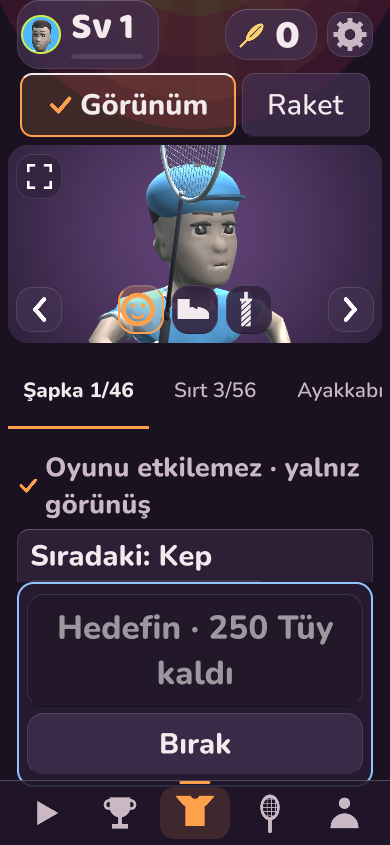 Sv 1
0
Görünüm
Raket
Şapka 1/46
Sırt 3/56
Ayakkabı
Oyunu etkilemez · yalnız
görünüş
Sıradaki: Kep
Hedefin · 250 Tüy
kaldı
Bırak